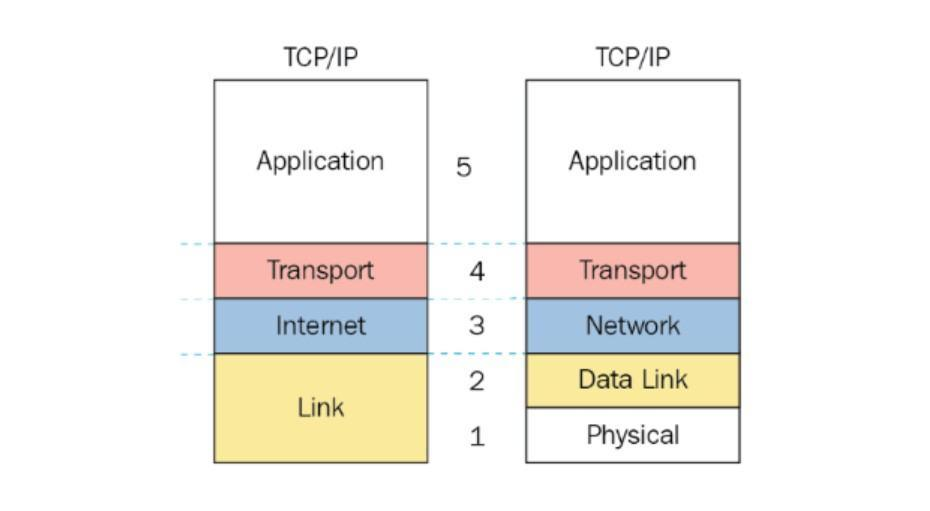 TCP/IP
TCP/IP
Application
5
Application
Transport
4
Transport
Internet
3
Network
Link
2
Data Link
1
Physical